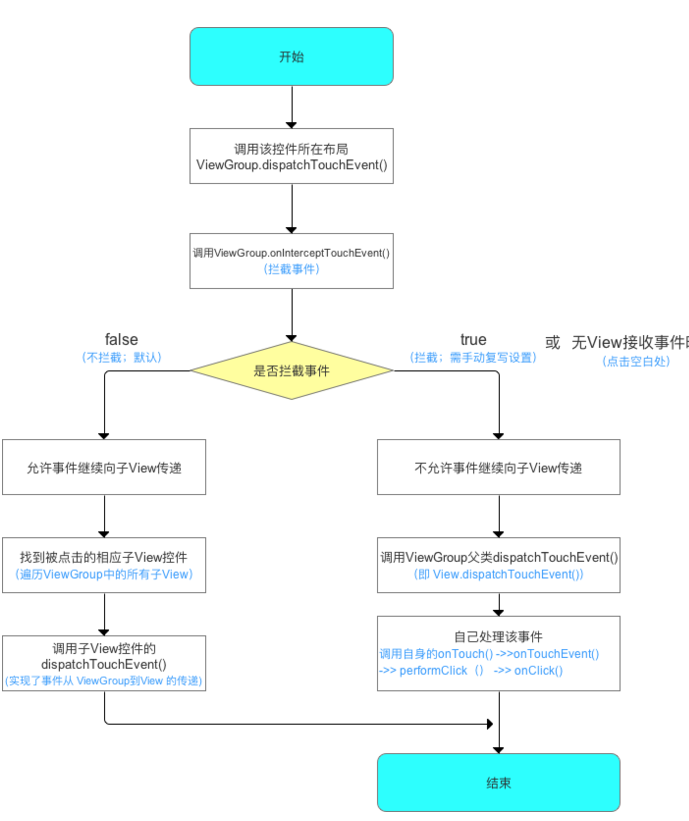 开始
调用该控件所在布局
ViewGroup.dispatchTouchEvent()
调用ViewGroup.onInterceptTouchEvent()
（拦截事件）
false
（不拦截；默认）
是否拦截事件
true
（拦截；需手动复写设置）
或 无View接收事件
（点击空白处）
允许事件继续向子View传递
找到被点击的相应子View控件
（遍历ViewGroup中的所有子View）
调用子View控件的
dispatchTouchEvent()
(实现了事件从 ViewGroup到View 的传递)
不允许事件继续向子View传递
调用ViewGroup父类dispatchTouchEvent()
（即 View.dispatchTouchEvent()）
自己处理该事件
调用自身的onTouch() ->>onTouchEvent()
->> performClick（） ->> onClick()
结束